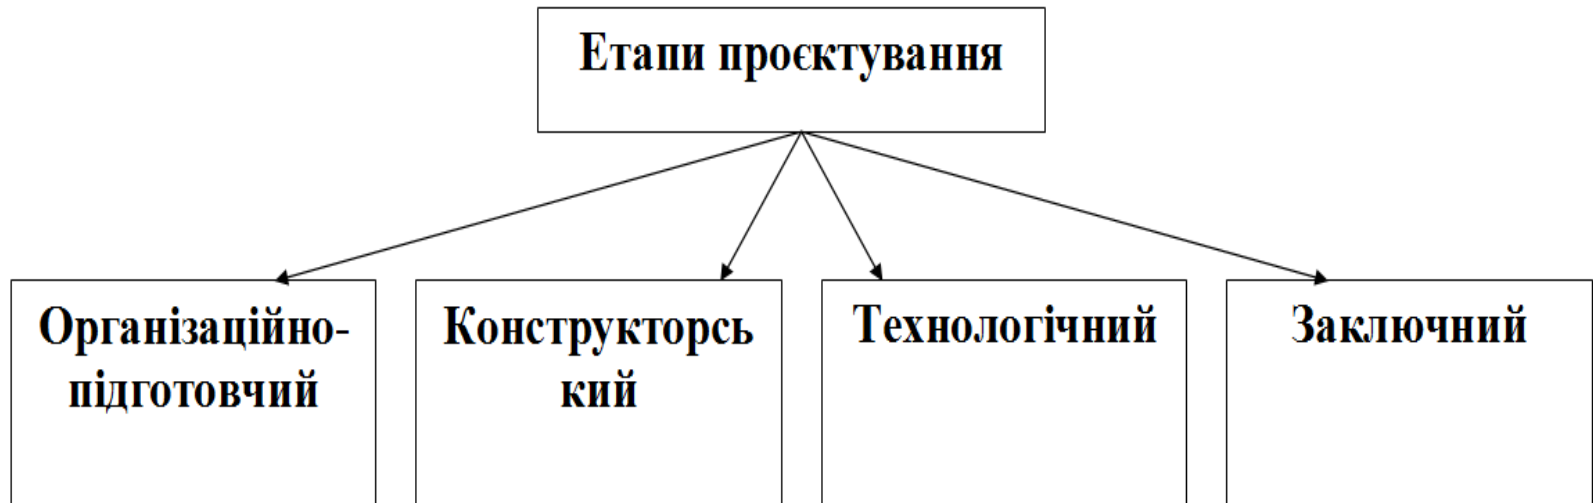 Етапи проєктування
Організаційно-
підготовчий
Конструкторсь
кий
Технологічний
Заключний